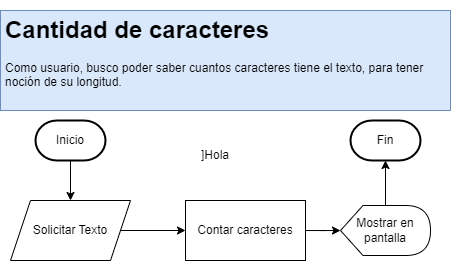 Cantidad de caracteres
Como usuario, busco poder saber cuantos caracteres tiene el texto, para tener
noción de su longitud.
Inicio
]Hola
Fin
Solicitar Texto
Contar caracteres
Mostrar en
pantalla